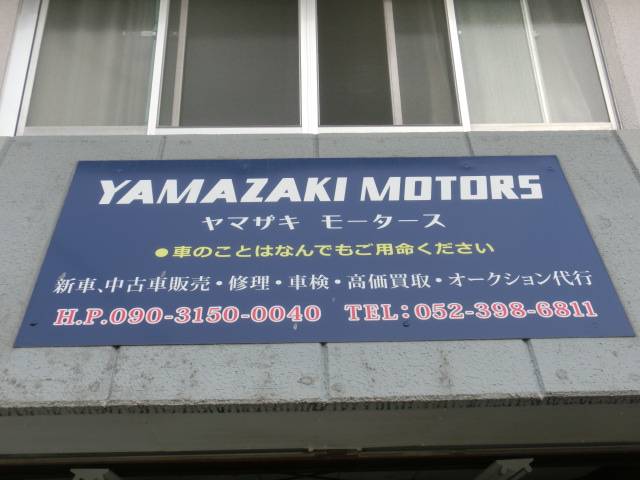 YAMAZAKI MOTORS
ヤマザキ モータース
●車のことはなんでもご用命ください
新車、中古車販売・修理・車検・高価買取・オークション代行
H.P.090-3150-0040 TEL:052-398-6811